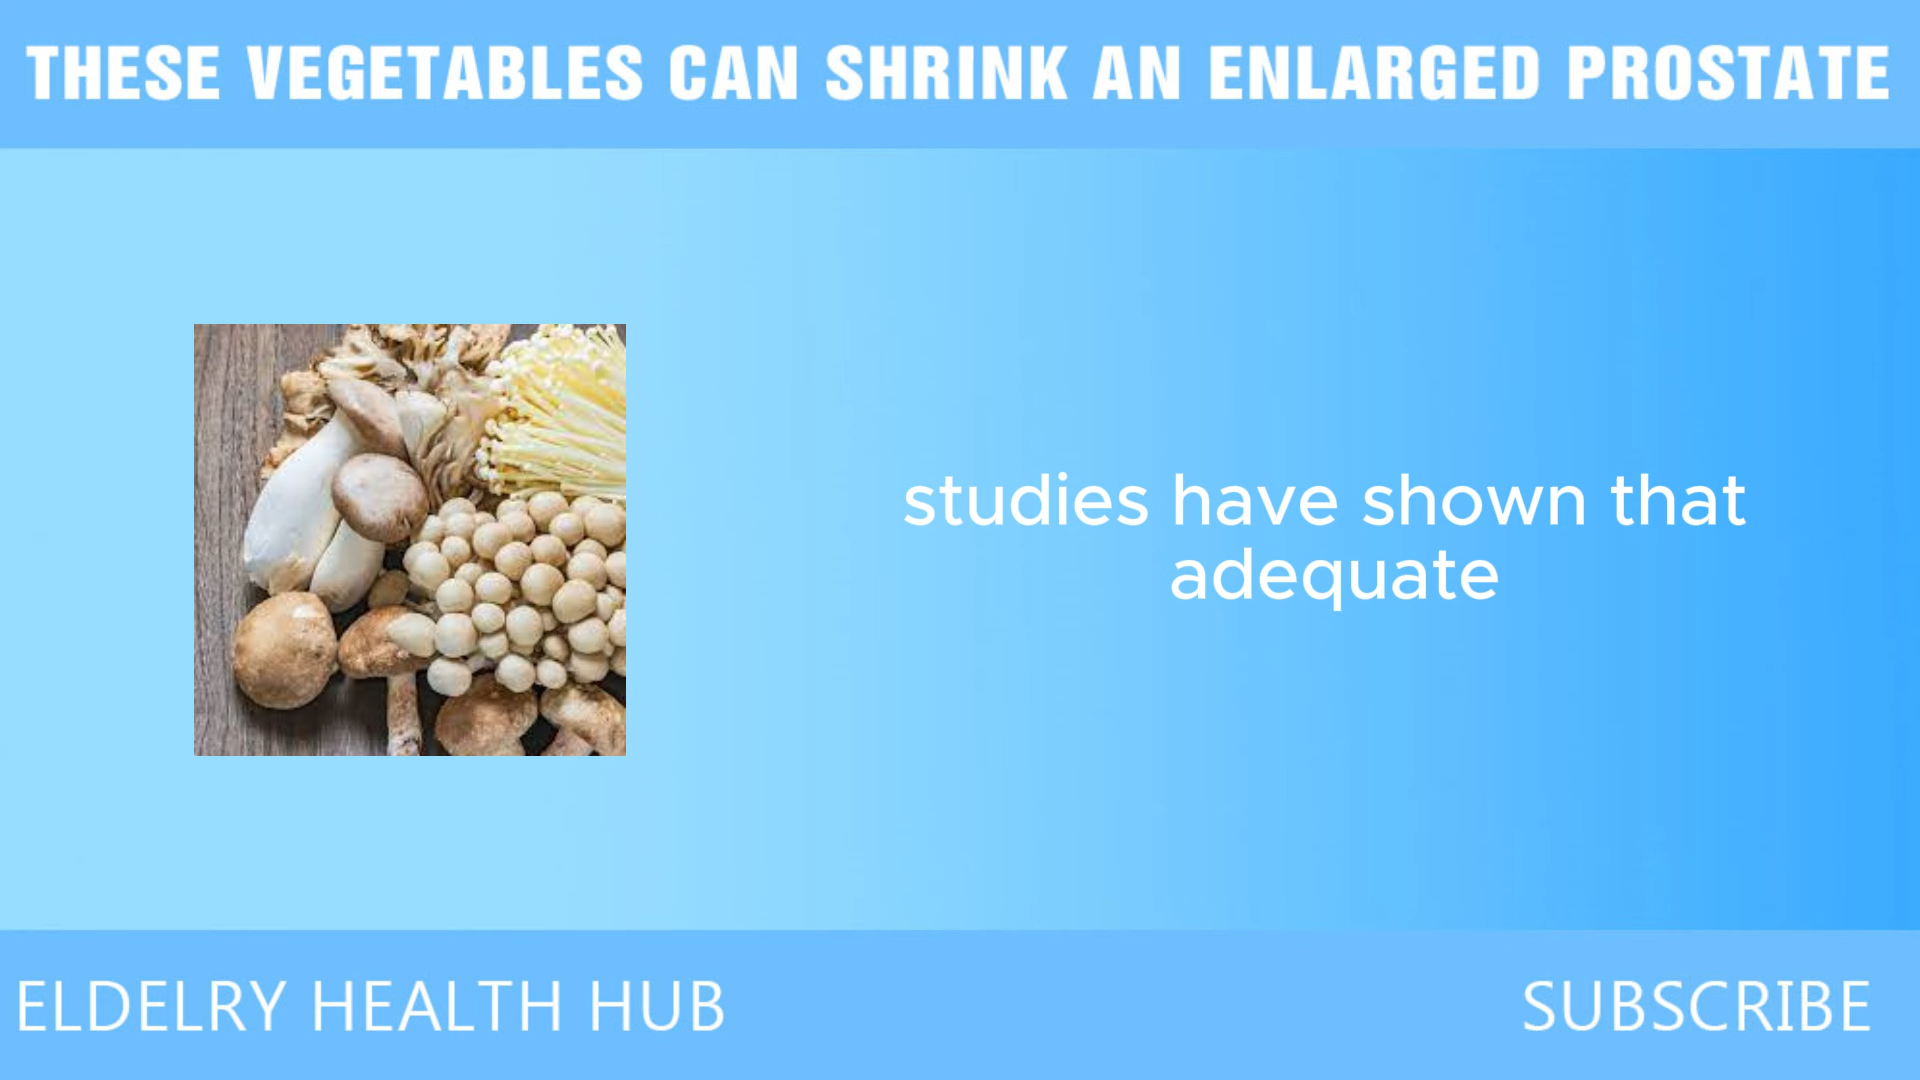 THESE VEGETABLES CAN SHRINK AN ENLARGED PROSTATE
studies have shown that
adequate
ELDELRY HEALTH HUB
SUBSCRIBE